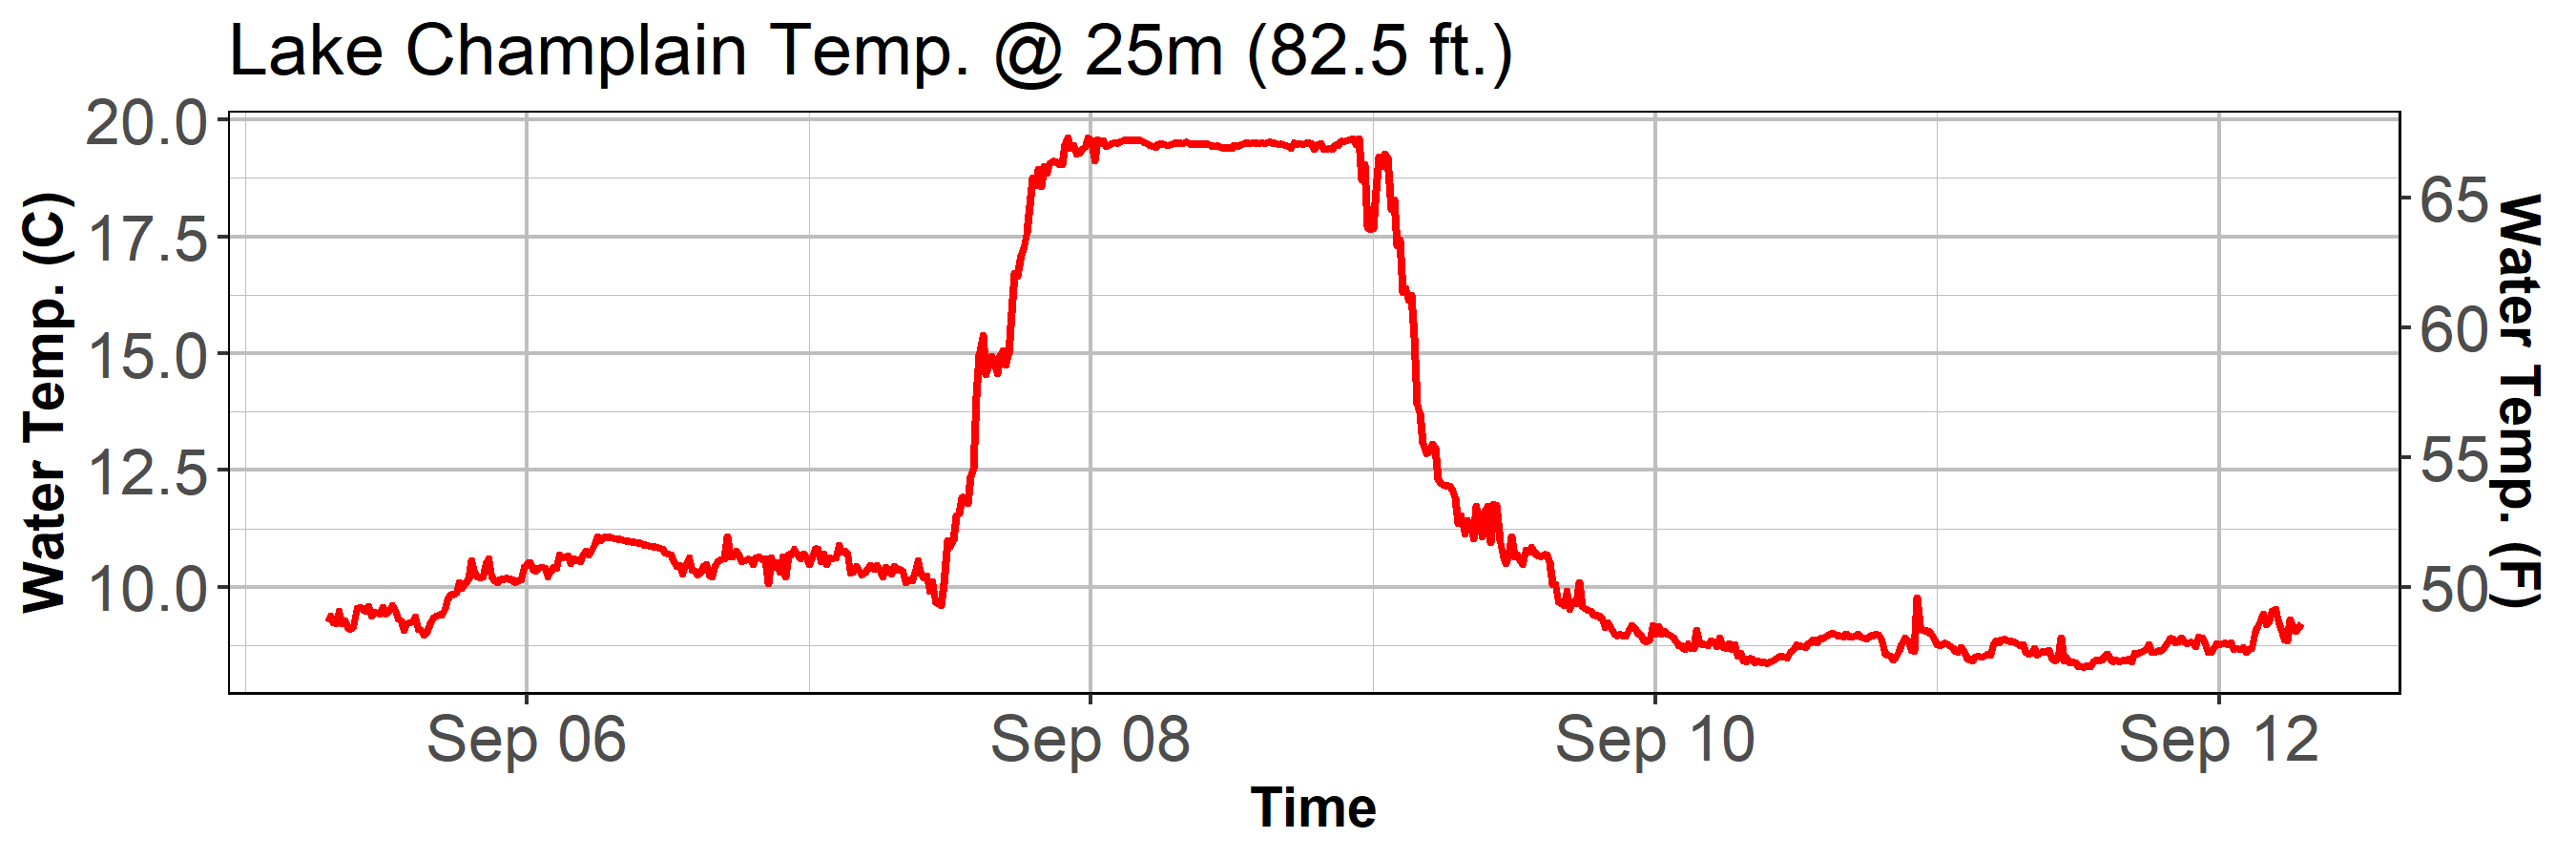 Lake Champlain Temp. @ 25m (82.5 ft.)
Water Temp. (C)
20.0
17.5
15.0
12.5
10.0
65
60
55
50
Water Temp. (F)
Sep 06 Sep 08 Sep 10 Sep 12
Time